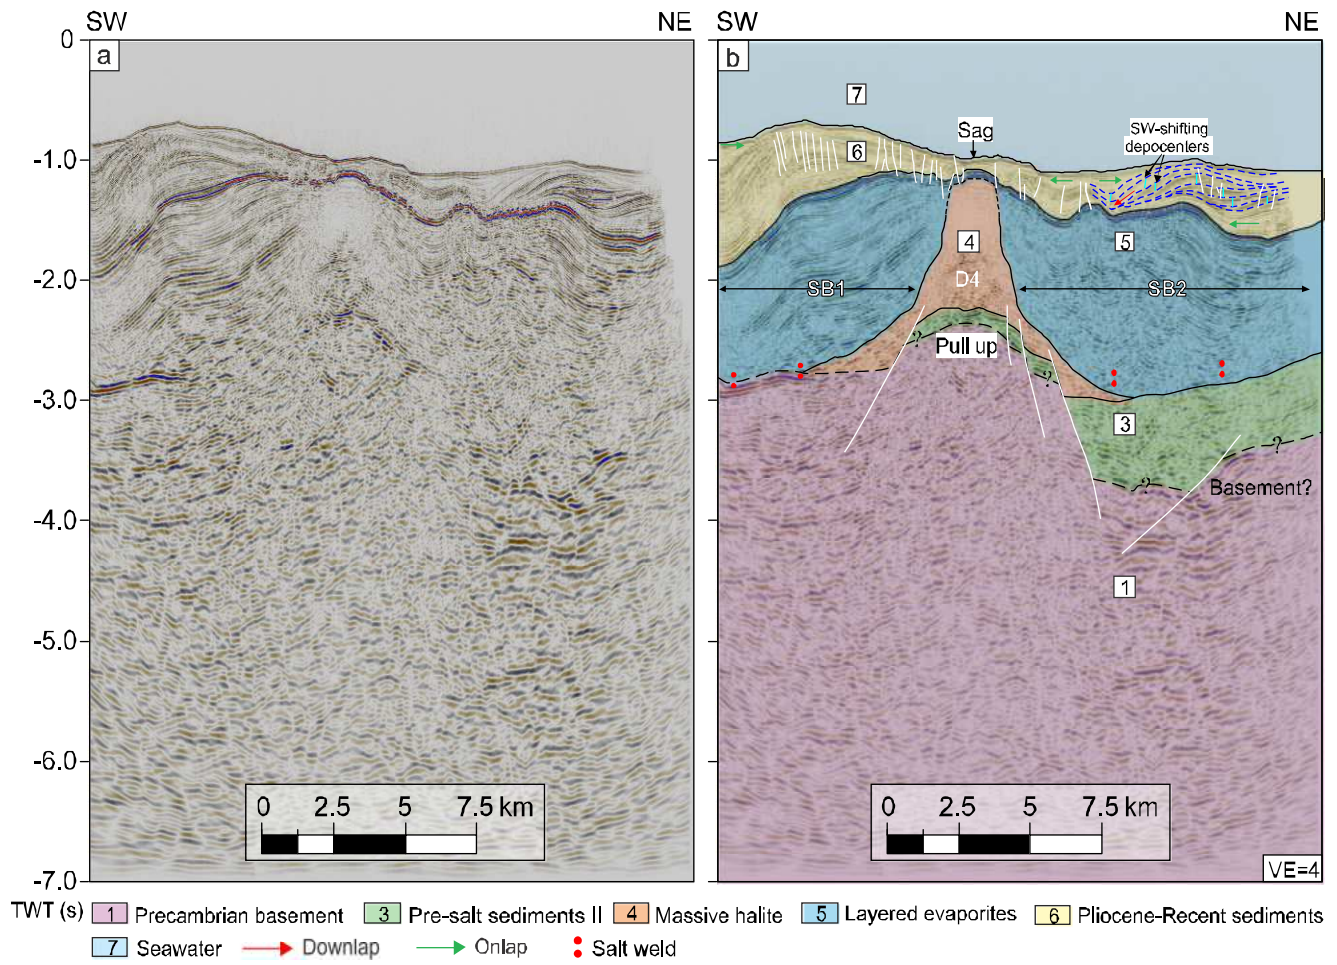 SW NE SW NE
0
a
b
7
Sag
SW-shifting
depocenters
-1.0
6
4
5
-2.0
D4
SB1
SB2
?
Pull up
?
-3.0
3
?
?
Basement?
-4.0
1
-5.0
-6.0
0 2.5 5 7.5 km
0 2.5 5 7.5 km
-7.0
VE=4
TWT (s) 1 Precambrian basement 3 Pre-salt sediments II 4 Massive halite 5 Layered evaporites 6 Pliocene-Recent sediments
7 Seawater Downlap Onlap Salt weld